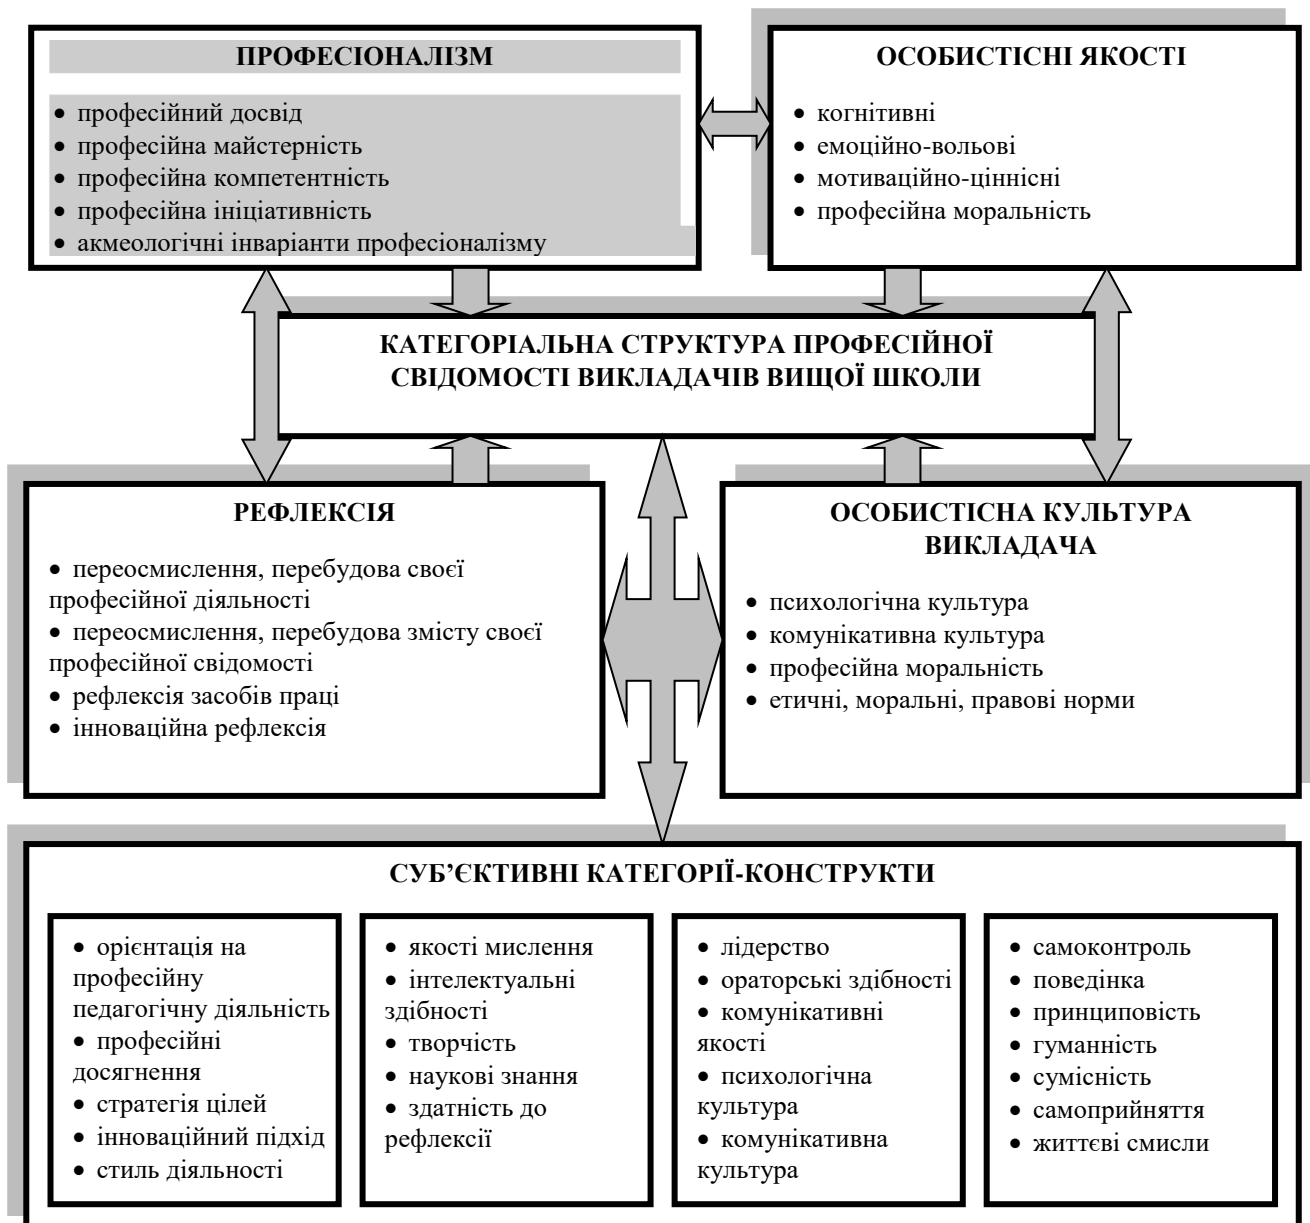 ПРОФЕСІОНАЛІЗМ
• професійний досвід
• професійна майстерність
• професійна компетентність
• професійна ініціативність
• акмеологічні інваріанти професіоналізму
ОСОБИСТІСНІ ЯКОСТІ
• когнітивні
• емоційно-вольові
• мотиваційно-ціннісні
• професійна моральність
КАТЕГОРІАЛЬНА СТРУКТУРА ПРОФЕСІЙНОЇ
СВІДОМОСТІ ВИКЛАДАЧІВ ВИЩОЇ ШКОЛИ
РЕФЛЕКСІЯ
• переосмислення, перебудова своєї
професійної діяльності
• переосмислення, перебудова змісту своєї
професійної свідомості
• рефлексія засобів праці
• інноваційна рефлексія
ОСОБИСТІСНА КУЛЬТУРА
ВИКЛАДАЧА
• психологічна культура
• комунікативна культура
• професійна моральність
• етичні, моральні, правові норми
СУБ’ЄКТИВНІ КАТЕГОРІЇ-КОНСТРУКТИ
• орієнтація на
професійну
педагогічну діяльність
• професійні
досягнення
• стратегія цілей
• інноваційний підхід
• стиль діяльності
• якості мислення
• інтелектуальні
здібності
• творчість
• наукові знання
• здатність до
рефлексії
• лідерство
• ораторські здібності
• комунікативні
якості
• психологічна
культура
• комунікативна
культура
• самоконтроль
• поведінка
• принциповість
• гуманність
• сумісність
• самоприйняття
• життєві смисли